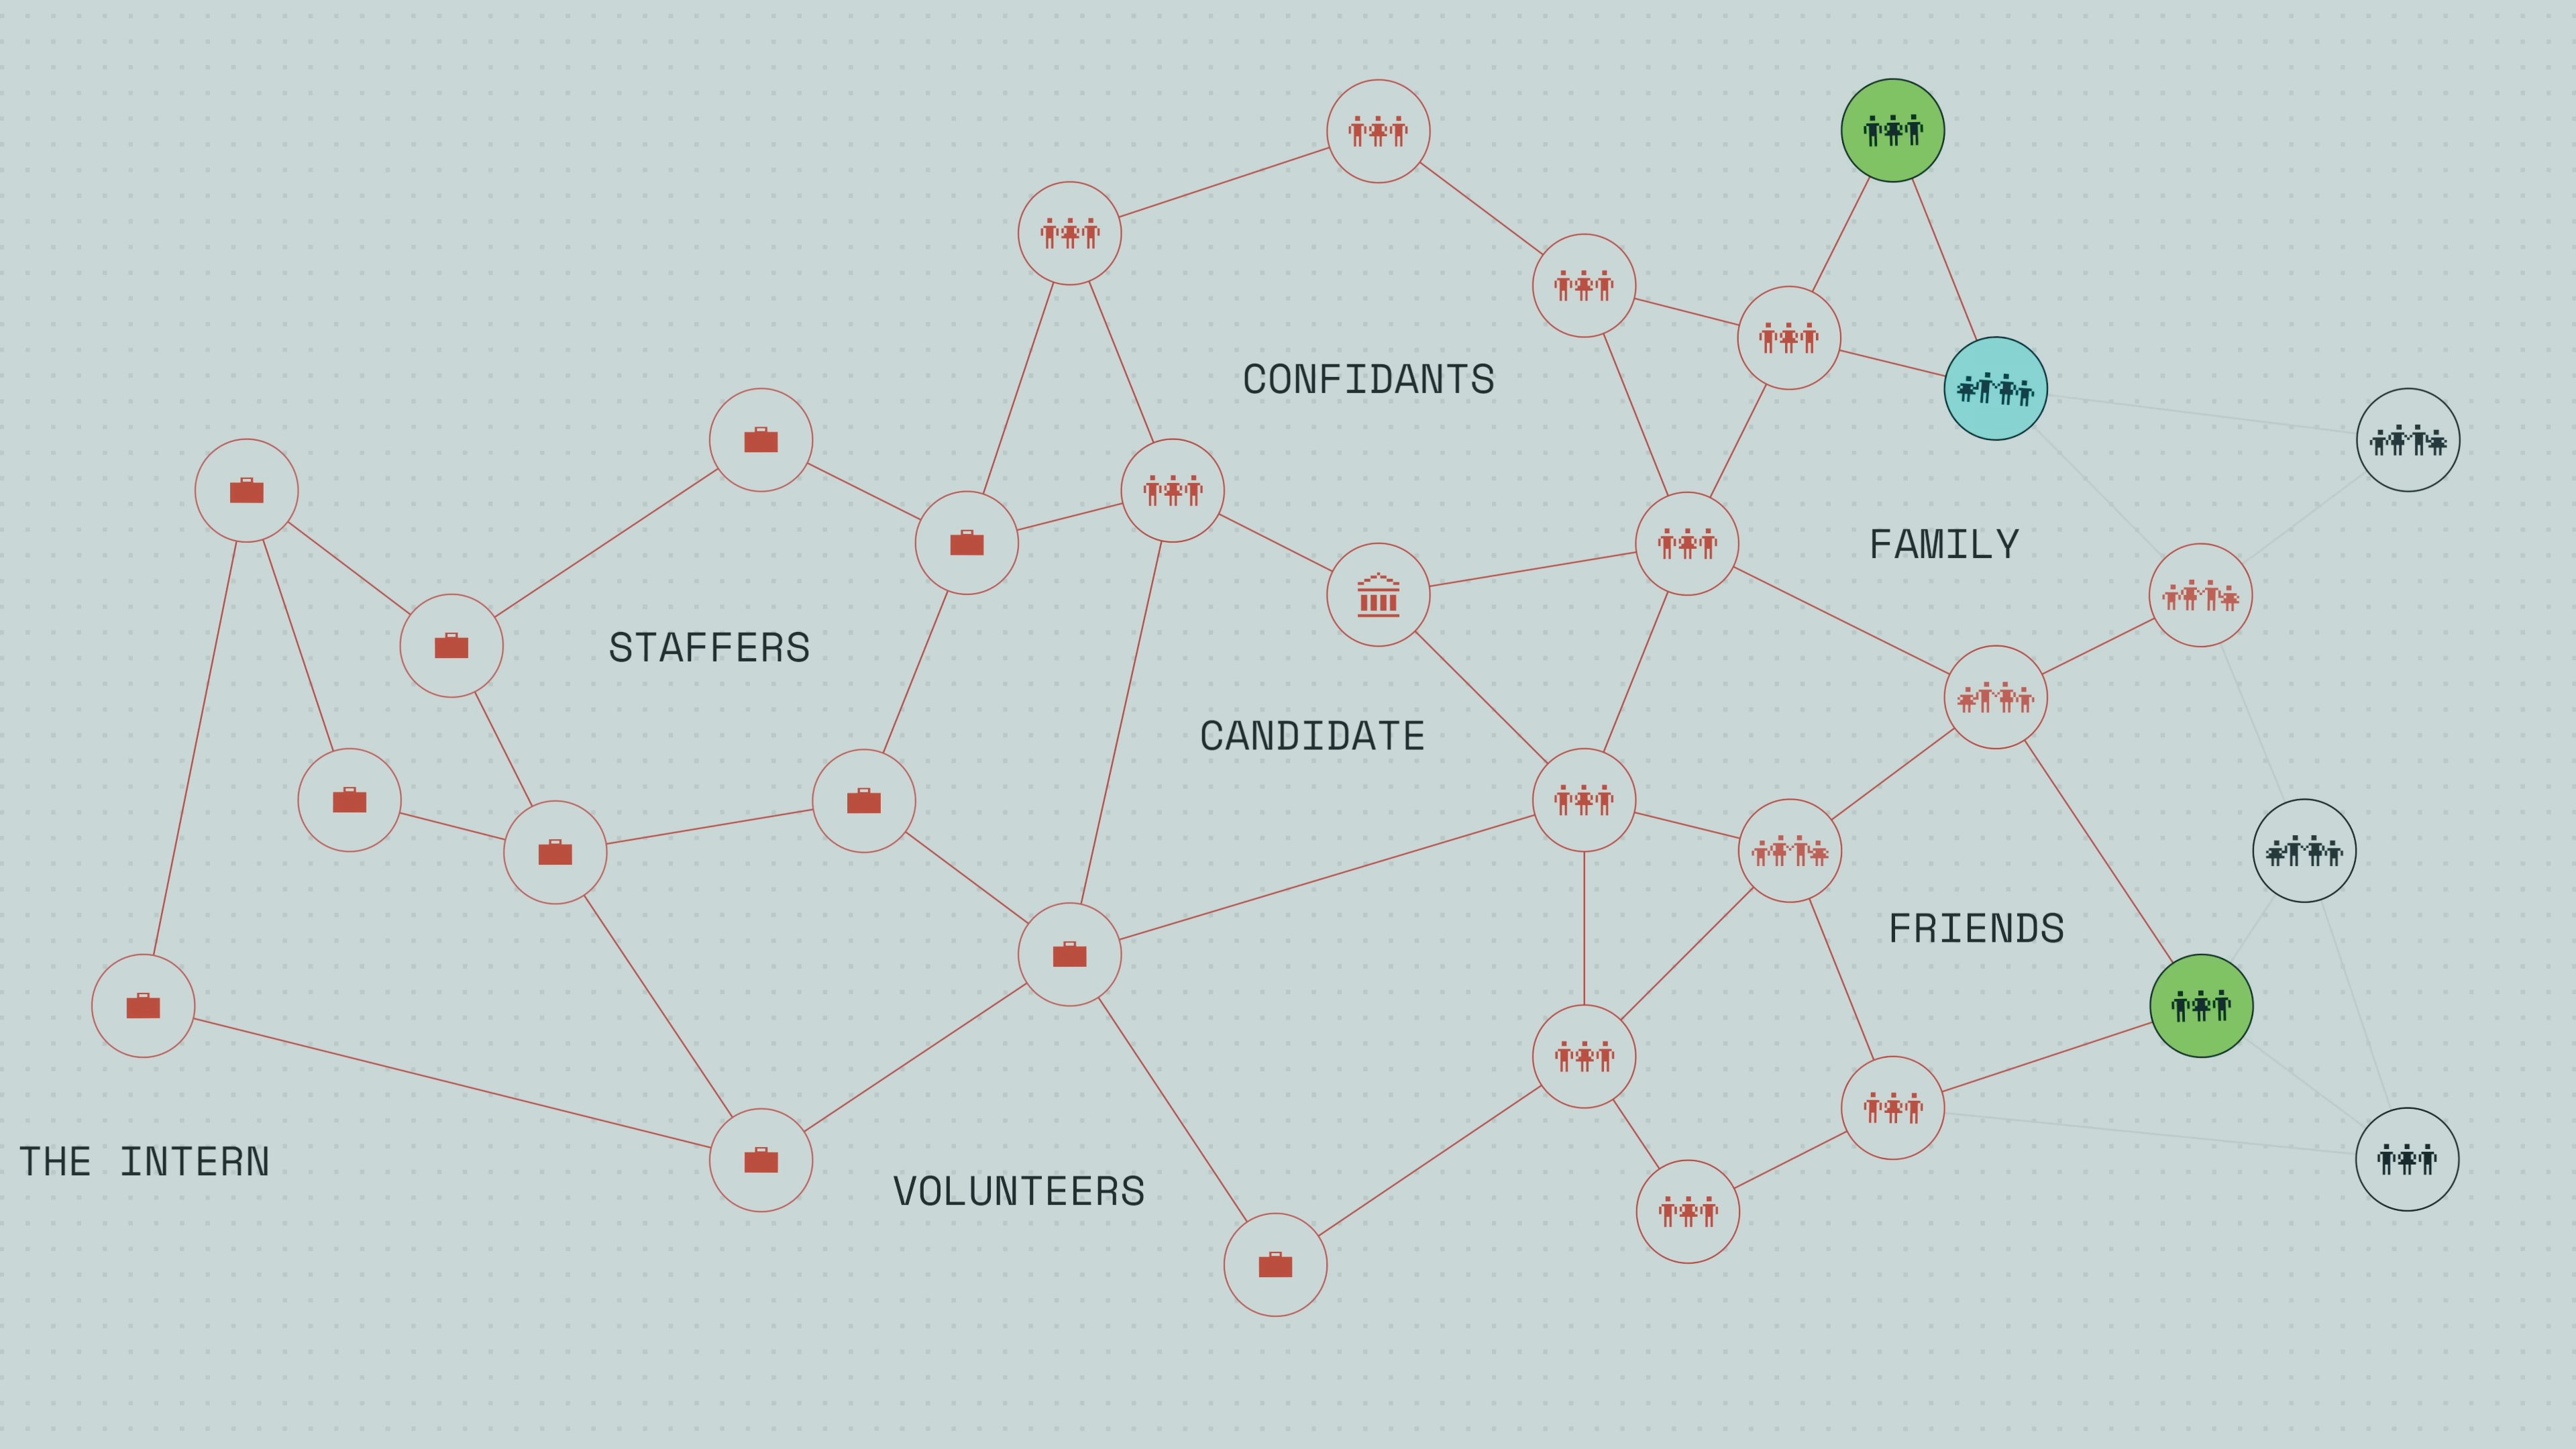 CONFIDANTS
FAMILY
STAFFERS
CANDIDATE
FRIENDS
THE INTERN
VOLUNTEERS